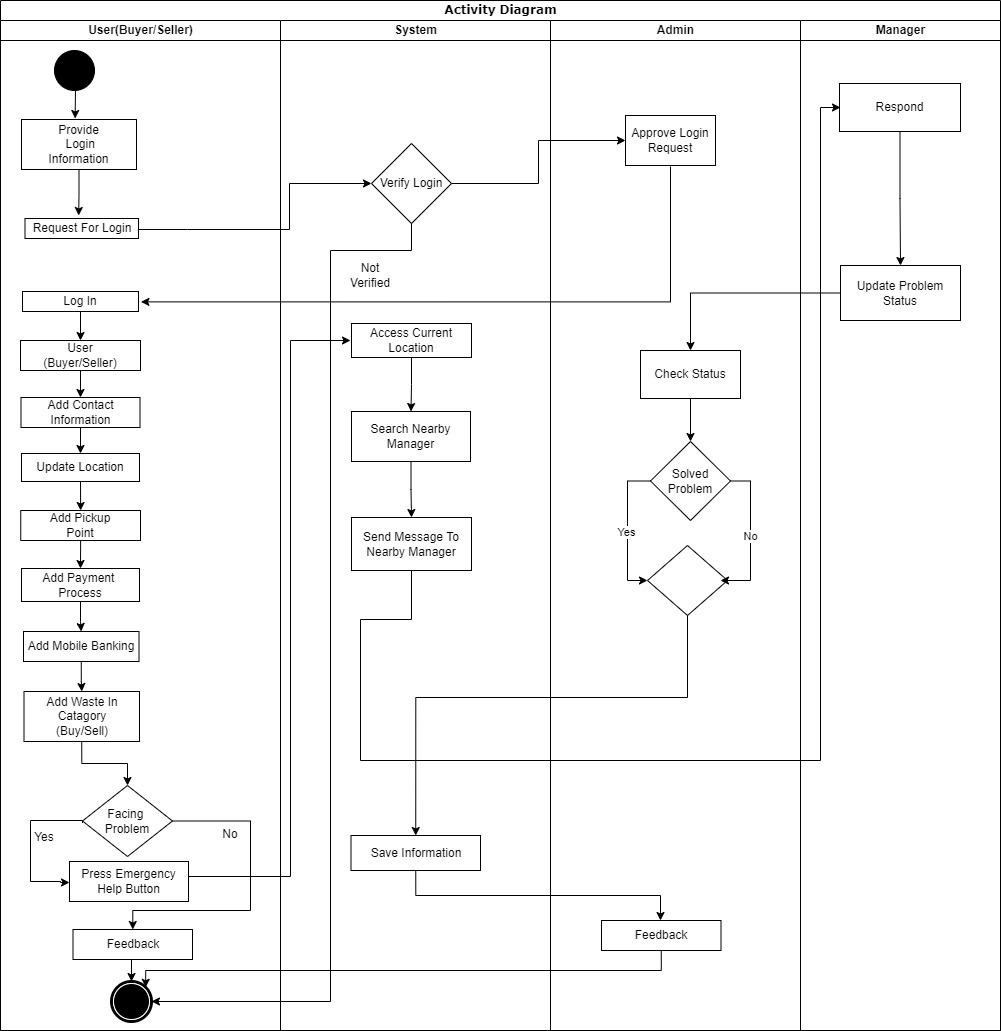 Activity Diagram
User(Buyer/Seller)
System
Admin
Manager
Provide
Login
Information
Request For Login
Verify Login
Not
Verified
Approve Login
Request
Respond
Update Problem
Status
Log In
User
(Buyer/Seller)
Add Contact
Information
Update Location
Add Pickup
Point
Add Payment
Process
Add Mobile Banking
Add Waste In
Catagory
(Buy/Sell)
Facing
Problem
Yes
No
Press Emergency
Help Button
Feedback
Access Current
Location
Search Nearby
Manager
Send Message To
Nearby Manager
Check Status
Solved
Problem
Yes
No
Save Information
Feedback